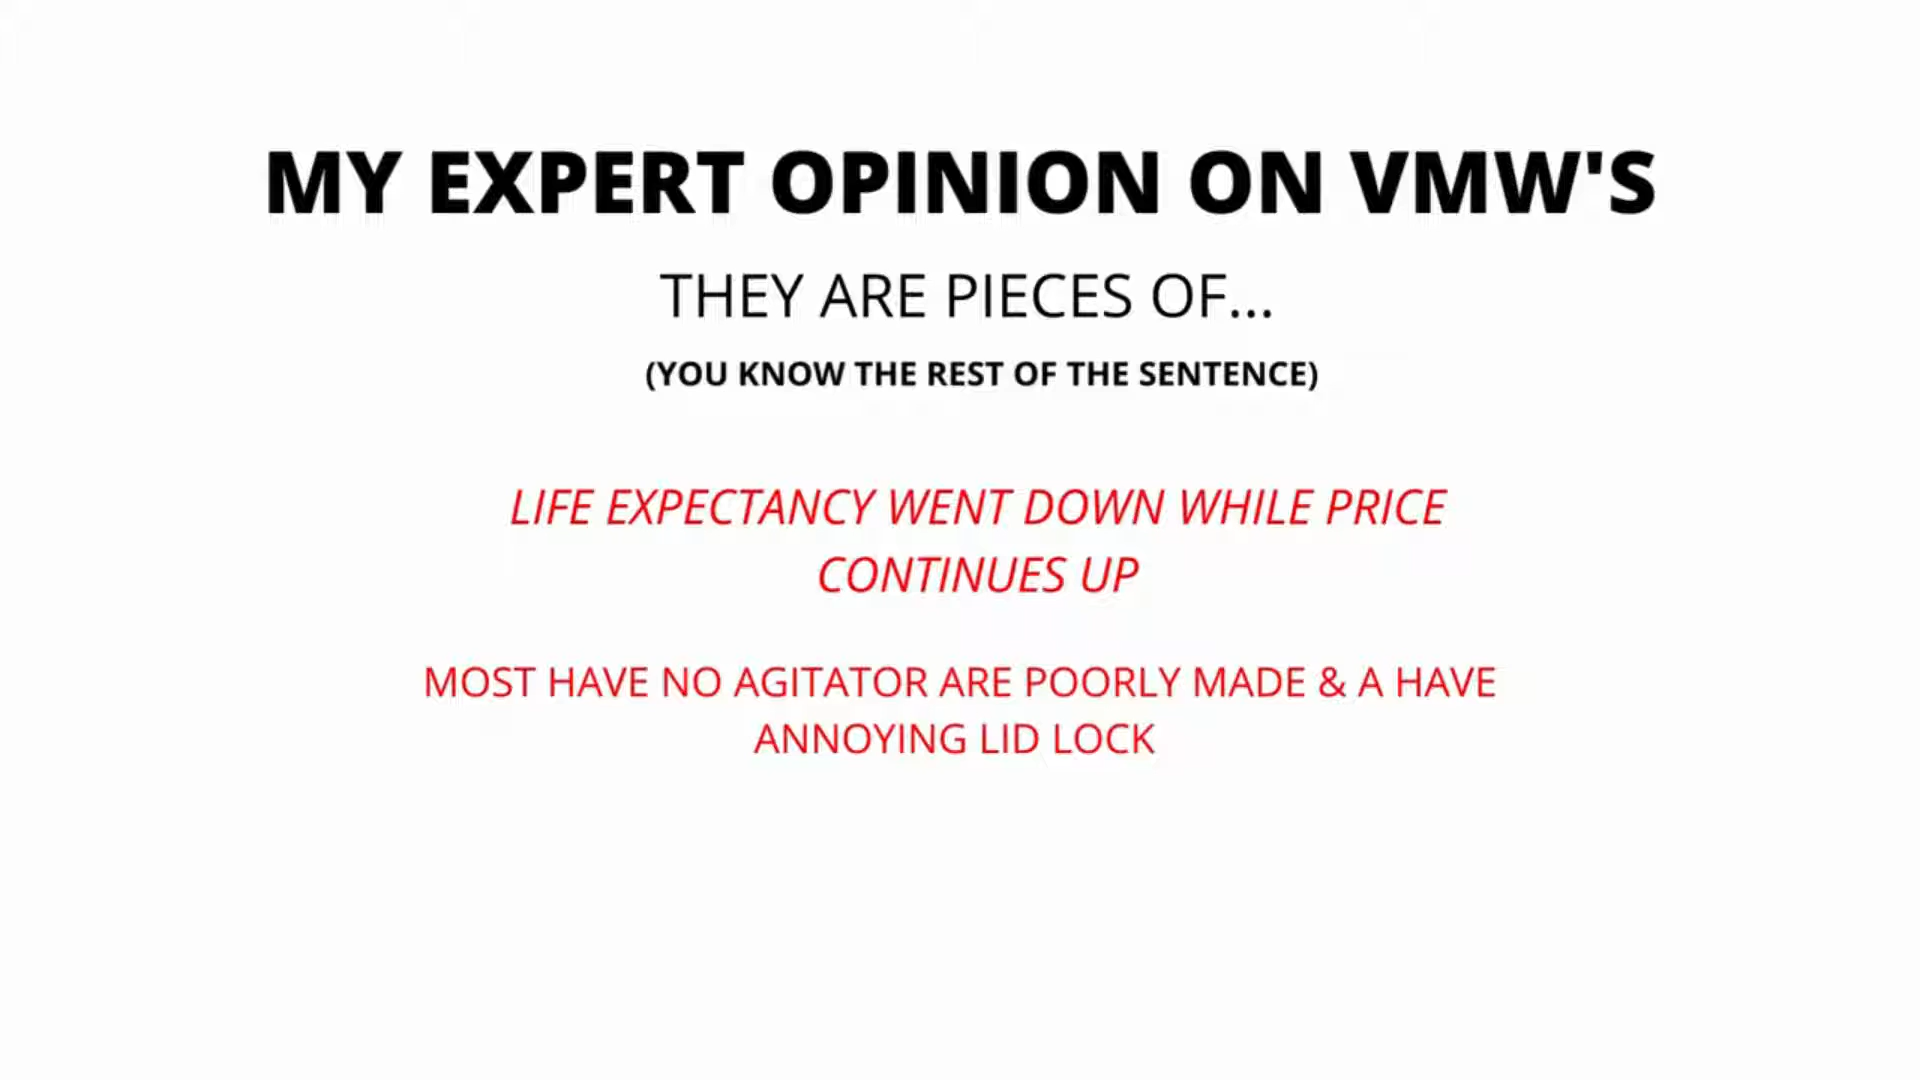 MY EXPERT OPINION ON VMW'S
THEY ARE PIECES OF...
(YOU KNOW THE REST OF THE SENTENCE)
LIFE EXPECTANCY WENT DOWN WHILE PRICE
CONTINUES UP
MOST HAVE NO AGITATOR ARE POORLY MADE & A HAVE
ANNOYING LID LOCK